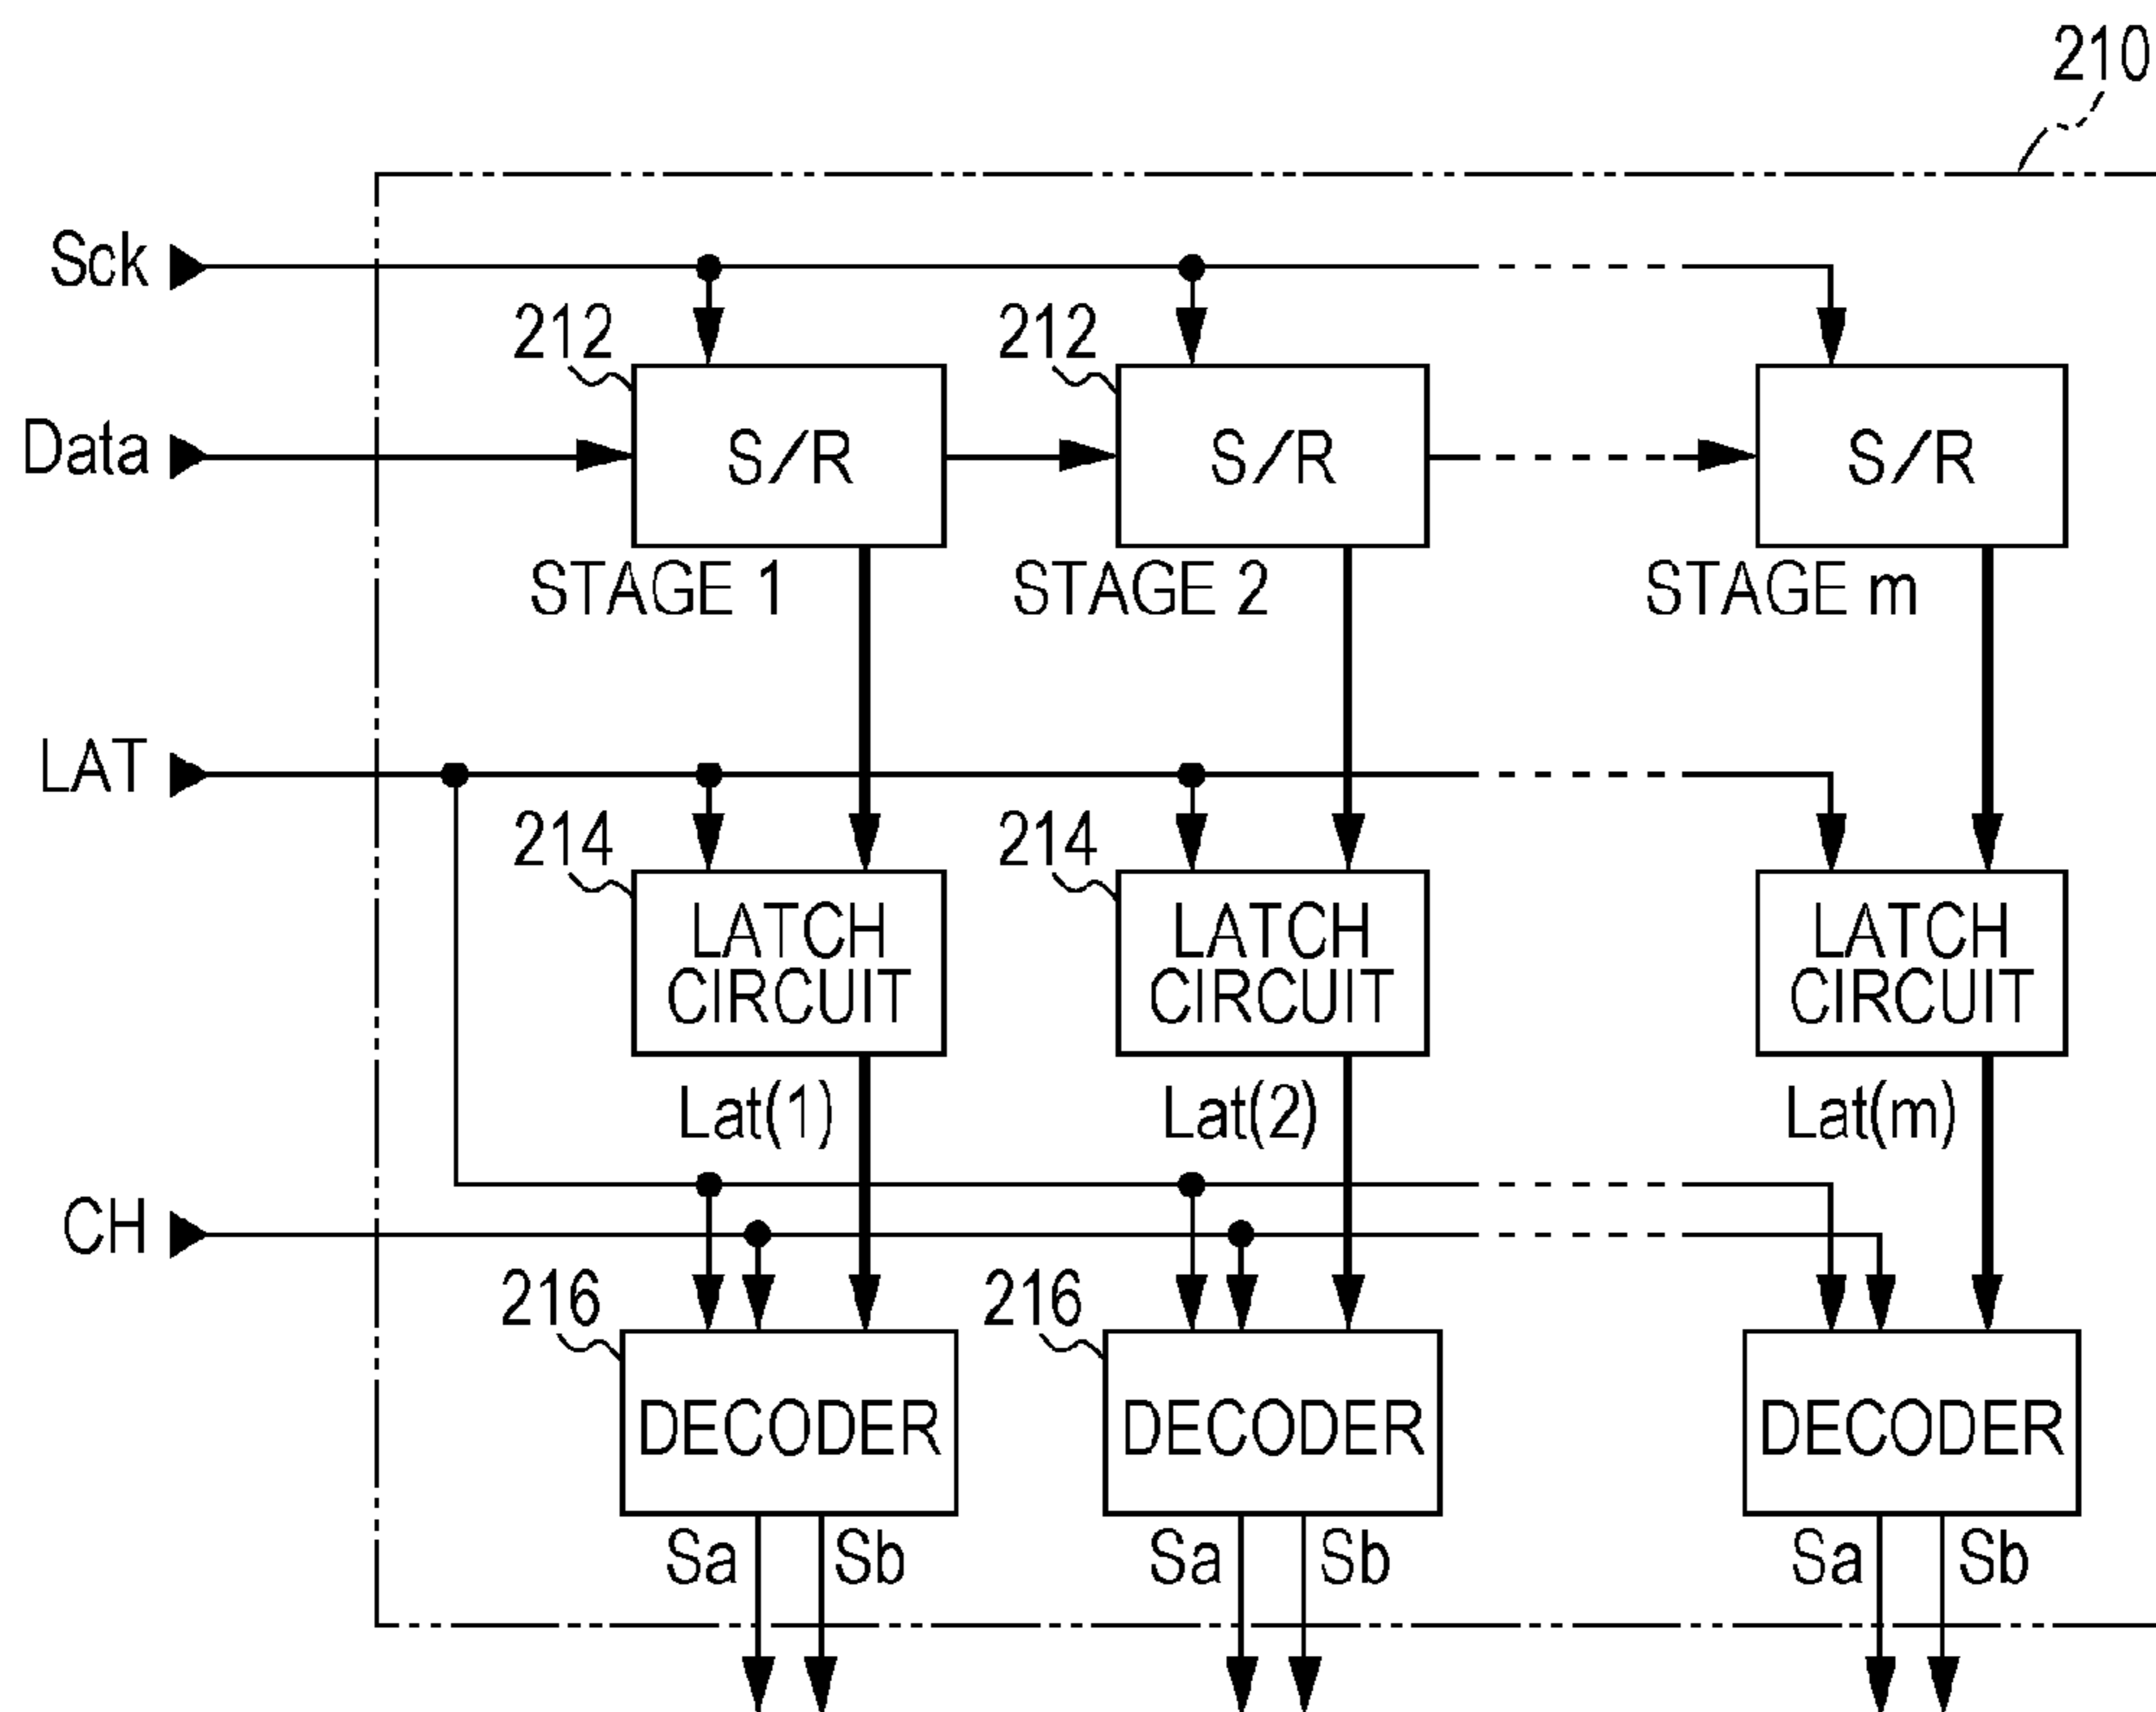 210
Sck
212
212
Data
S/R
S/R
S/R
STAGE 1
STAGE 2
STAGE m
LAT
214
214
LATCH
CIRCUIT
LATCH
CIRCUIT
LATCH
CIRCUIT
Lat(1)
Lat(2)
Lat(m)
CH
216
216
DECODER
DECODER
DECODER
Sa
Sb
Sa
Sb
Sa
Sb